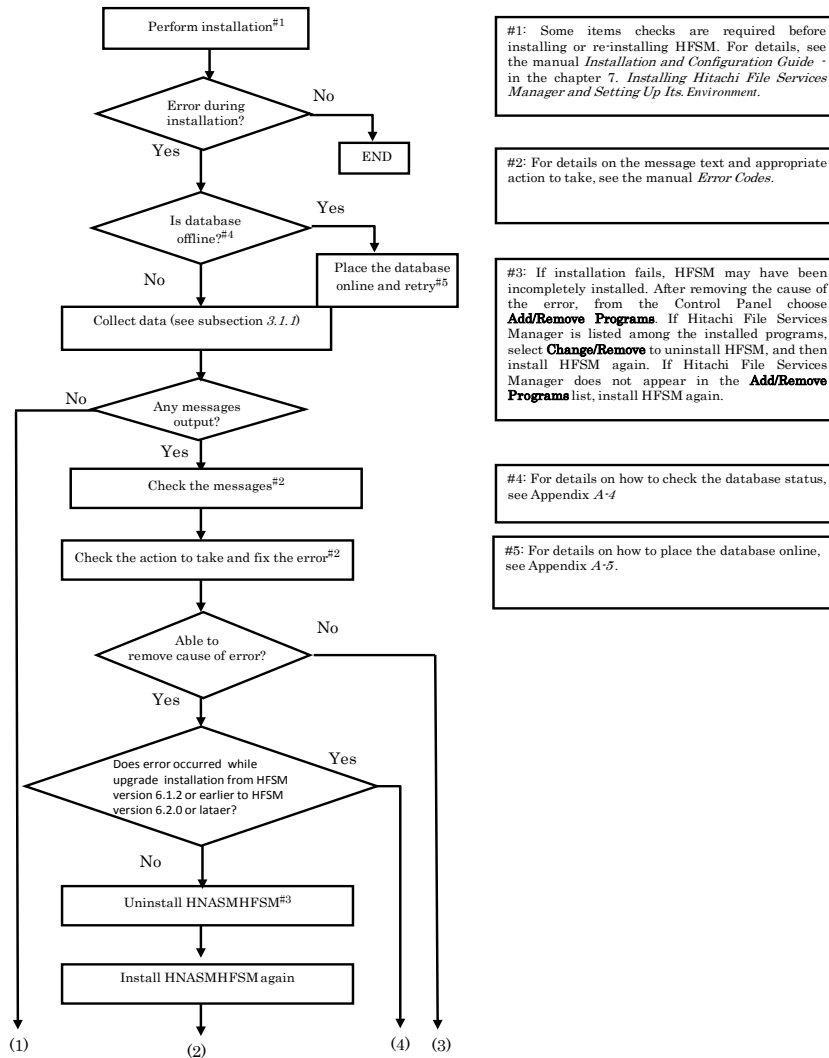 Perform installation#1
Error during
installation?
No
END
Yes
Is database
offline?#4
Yes
Place the database
online and retry#5
No
Collect data (see subsection 3.1.1)
Any messages
output?
No
Yes
Check the messages#2
Check the action to take and fix the error#2
Able to
remove cause of error?
No
Yes
Does error occurred while
upgrade installation from HFSM
version 6.1.2 or earlier to HFSM
version 6.2.0 or lataer?
Yes
No
Uninstall HNASMHFSM#3
Install HNASMHFSM again
(1)
(2)
(4)
(3)
#1: Some items checks are required before
installing or re-installing HFSM. For details, see
the manual Installation and Configuration Guide -
in the chapter 7. Installing Hitachi File Services
Manager and Setting Up Its. Environment.
#2: For details on the message text and appropriate
action to take, see the manual Error Codes.
#3: If installation fails, HFSM may have been
incompletely installed. After removing the cause of
the error, from the Control Panel choose
Add/Remove Programs. If Hitachi File Services
Manager is listed among the installed programs,
select Change/Remove to uninstall HFSM, and then
install HFSM again. If Hitachi File Services
Manager does not appear in the Add/Remove
Programs list, install HFSM again.
#4: For details on how to check the database status,
see Appendix A-4
#5: For details on how to place the database online,
see Appendix A-5.